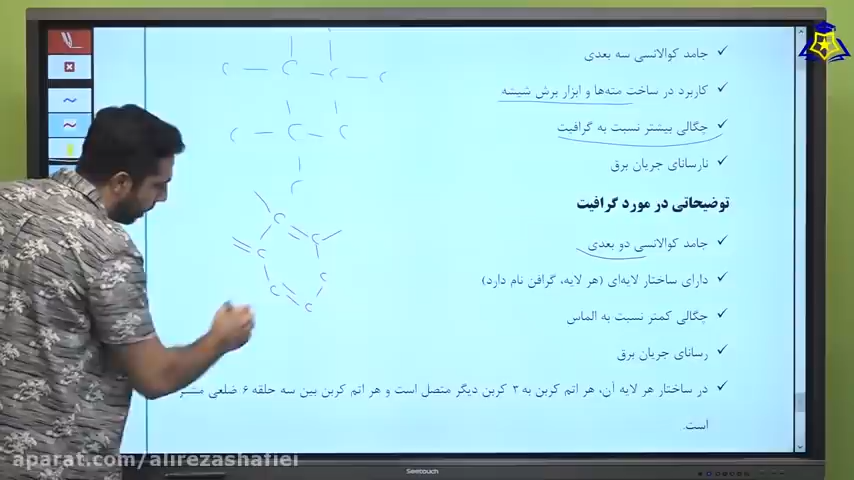 جامد کووالانسی سه بعدی
کاربرد در ساخت مته‌ها و ابزار برش شیشه
چگالی بیشتر نسبت به گرافیت
نارسانای جریان برق
توضیحاتی در مورد گرافیت
جامد کووالانسی دو بعدی
دارای ساختار لایه‌ای (هر لایه، گرافن نام دارد)
چگالی کمتر نسبت به الماس
رسانای جریان برق
در ساختار هر لایه آن، هر اتم کربن به ۳ کربن دیگر متصل است و هر اتم کربن بین سه حلقه ۶ ضلعی
است.
C — C — C — C
C — C — C
C
C C
C C
C C
aparat.com/alirezashafiei
Seetouch